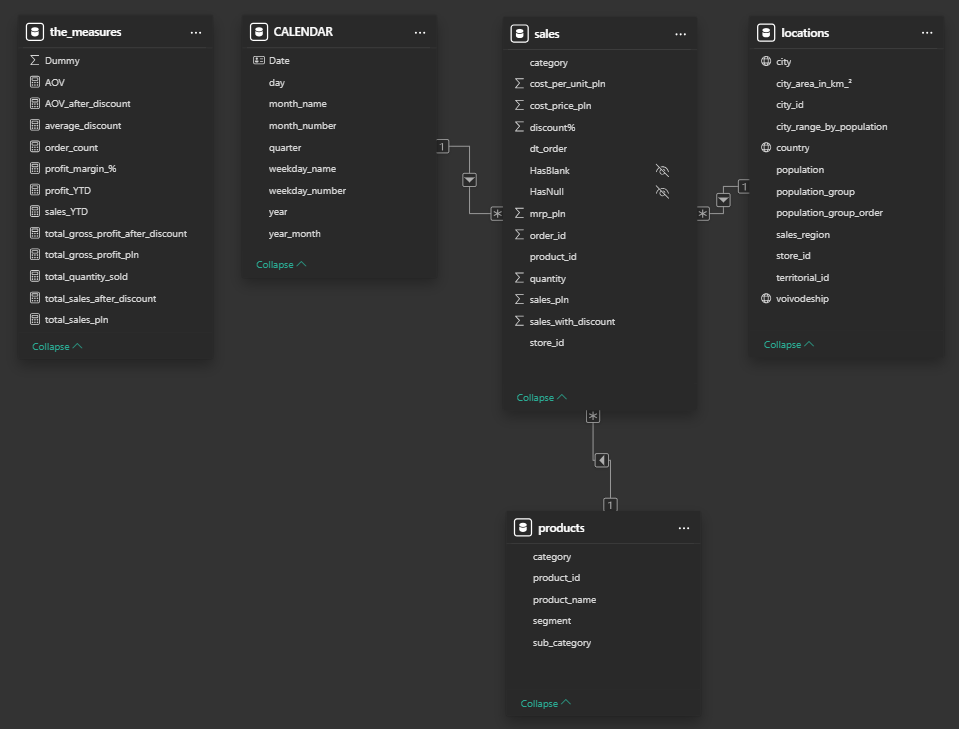 the_measures
...
Dummy
AOV
AOV_after_discount
average_discount
order_count
profit_margin_%
profit_YTD
sales_YTD
total_gross_profit_after_discount
total_gross_profit_pln
total_quantity_sold
total_sales_after_discount
total_sales_pln
Collapse
CALENDAR
...
Date
day
month_name
month_number
quarter
weekday_name
weekday_number
year
year_month
Collapse
1
*
sales
...
category
cost_per_unit_pln
cost_price_pln
discount%
dt_order
HasBlank
HasNull
mrp_pln
order_id
product_id
quantity
sales_pln
sales_with_discount
store_id
Collapse
*
1
locations
...
city
city_area_in_km_²
city_id
city_range_by_population
country
population
population_group
population_group_order
sales_region
store_id
territorial_id
voivodeship
Collapse
*
1
products
...
category
product_id
product_name
segment
sub_category
Collapse